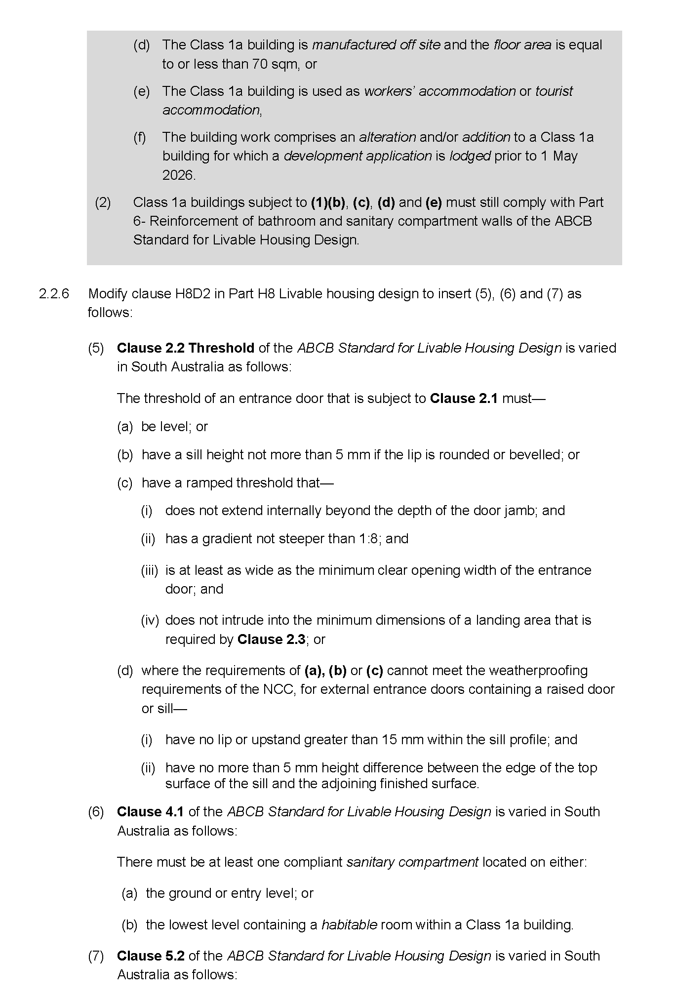 (d) The Class 1a building is manufactured off site and the floor area is equal
to or less than 70 sqm, or
(e) The Class 1a building is used as workers’ accommodation or tourist
accommodation,
(f) The building work comprises an alteration and/or addition to a Class 1a
building for which a development application is lodged prior to 1 May
2026.
(2) Class 1a buildings subject to (1)(b), (c), (d) and (e) must still comply with Part
6- Reinforcement of bathroom and sanitary compartment walls of the ABCB
Standard for Livable Housing Design.
2.2.6 Modify clause H8D2 in Part H8 Livable housing design to insert (5), (6) and (7) as
follows:
(5) Clause 2.2 Threshold of the ABCB Standard for Livable Housing Design is varied
in South Australia as follows:
The threshold of an entrance door that is subject to Clause 2.1 must—
(a) be level; or
(b) have a sill height not more than 5 mm if the lip is rounded or bevelled; or
(c) have a ramped threshold that—
(i) does not extend internally beyond the depth of the door jamb; and
(ii) has a gradient not steeper than 1:8; and
(iii) is at least as wide as the minimum clear opening width of the entrance
door; and
(iv) does not intrude into the minimum dimensions of a landing area that is
required by Clause 2.3; or
(d) where the requirements of (a), (b) or (c) cannot meet the weatherproofing
requirements of the NCC, for external entrance doors containing a raised door
or sill—
(i) have no lip or upstand greater than 15 mm within the sill profile; and
(ii) have no more than 5 mm height difference between the edge of the top
surface of the sill and the adjoining finished surface.
(6) Clause 4.1 of the ABCB Standard for Livable Housing Design is varied in South
Australia as follows:
There must be at least one compliant sanitary compartment located on either:
(a) the ground or entry level; or
(b) the lowest level containing a habitable room within a Class 1a building.
(7) Clause 5.2 of the ABCB Standard for Livable Housing Design is varied in South
Australia as follows: